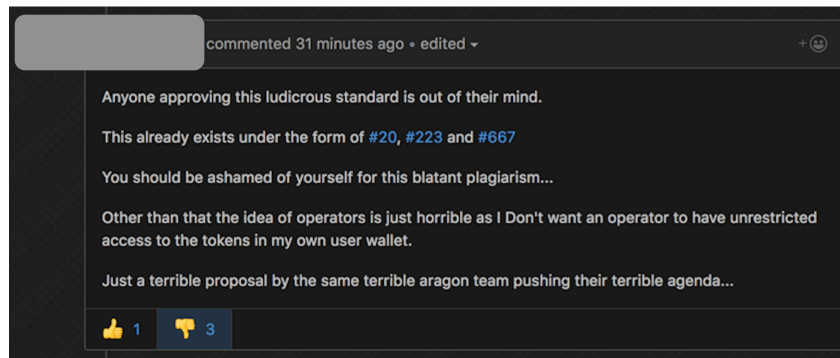 commented 31 minutes ago • edited
Anyone approving this ludicrous standard is out of their mind.
This already exists under the form of #20, #223 and #667
You should be ashamed of yourself for this blatant plagiarism...
Other than that the idea of operators is just horrible as I Don't want an operator to have unrestricted
access to the tokens in my own user wallet.
Just a terrible proposal by the same terrible aragon team pushing their terrible agenda...
👍 1 👎 3